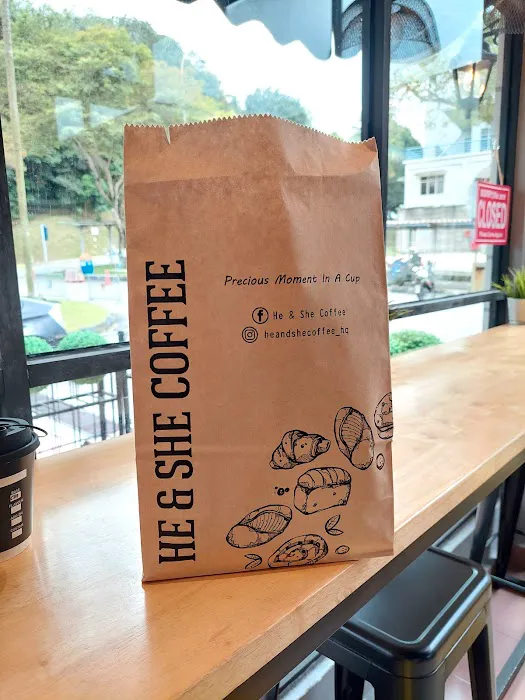 HE & SHE COFFEE
Precious Moment In A Cup
He & She Coffee
heandshecoffee_hq
CLOSED